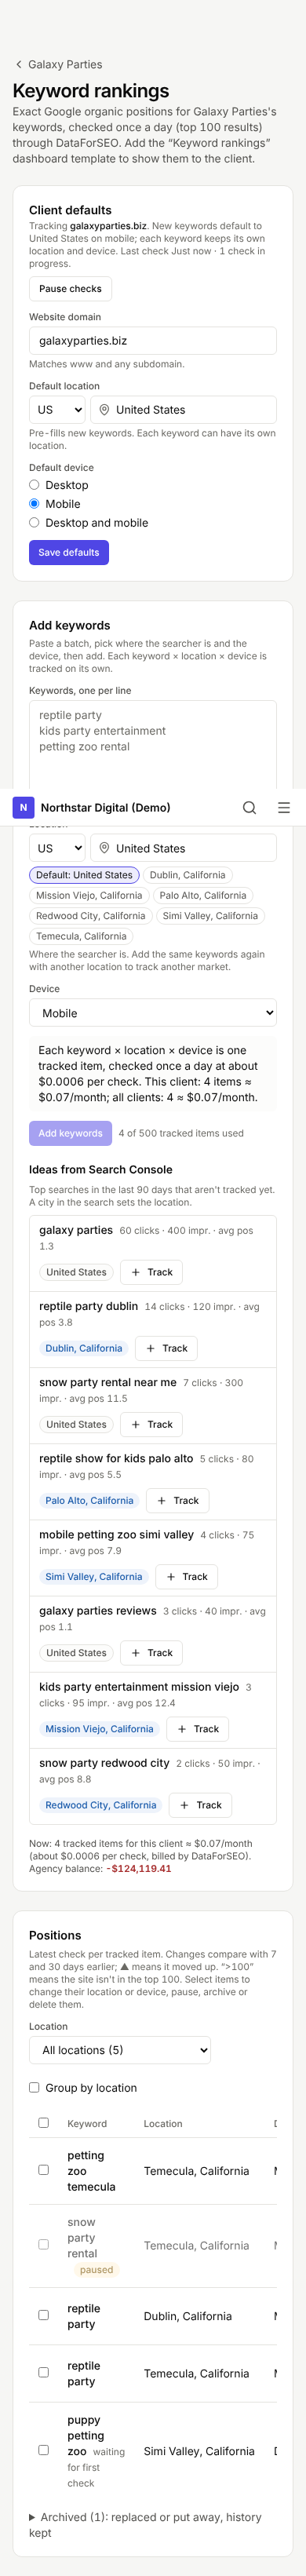 Galaxy Parties
Keyword rankings
Exact Google organic positions for Galaxy Parties's
keywords, checked once a day (top 100 results)
through DataForSEO. Add the “Keyword rankings”
dashboard template to show them to the client.
Client defaults
Tracking galaxyparties.biz. New keywords default to
United States on mobile; each keyword keeps its own
location and device. Last check Just now · 1 check in
progress.
Pause checks
Website domain
galaxyparties.biz
Matches www and any subdomain.
Default location
US United States
Pre-fills new keywords. Each keyword can have its own
location.
Default device
Desktop
Mobile
Desktop and mobile
Save defaults
Add keywords
Paste a batch, pick where the searcher is and the
device, then add. Each keyword × location × device is
tracked on its own.
Keywords, one per line
reptile party
kids party entertainment
petting zoo rental
N Northstar Digital (Demo)
Location
US United States
Default: United States Dublin, California
Mission Viejo, California Palo Alto, California
Redwood City, California Simi Valley, California
Temecula, California
Where the searcher is. Add the same keywords again
with another location to track another market.
Device
Mobile
Each keyword × location × device is one
tracked item, checked once a day at about
$0.0006 per check. This client: 4 items ≈
$0.07/month; all clients: 4 ≈ $0.07/month.
Add keywords 4 of 500 tracked items used
Ideas from Search Console
Top searches in the last 90 days that aren't tracked yet.
A city in the search sets the location.
galaxy parties 60 clicks · 400 impr. · avg pos
1.3
United States + Track
reptile party dublin 14 clicks · 120 impr. · avg
pos 3.8
Dublin, California + Track
snow party rental near me 7 clicks · 300
impr. · avg pos 11.5
United States + Track
reptile show for kids palo alto 5 clicks · 80
impr. · avg pos 5.5
Palo Alto, California + Track
mobile petting zoo simi valley 4 clicks · 75
impr. · avg pos 7.9
Simi Valley, California + Track
galaxy parties reviews 3 clicks · 40 impr. · avg
pos 1.1
United States + Track
kids party entertainment mission viejo 3
clicks · 95 impr. · avg pos 12.4
Mission Viejo, California + Track
snow party redwood city 2 clicks · 50 impr. ·
avg pos 8.8
Redwood City, California + Track
Now: 4 tracked items for this client ≈ $0.07/month
(about $0.0006 per check, billed by DataForSEO).
Agency balance: -$124,119.41
Positions
Latest check per tracked item. Changes compare with 7
and 30 days earlier; ▲ means it moved up. “>100”
means the site isn't in the top 100. Select items to
change their location or device, pause, archive or
delete them.
Location
All locations (5)
Group by location
Keyword Location
petting
zoo
temecula
Temecula, California
snow
party
rental
paused
Temecula, California
reptile
party
Dublin, California
reptile
party
Temecula, California
puppy
petting
zoo waiting
for first
check
Simi Valley, California
▶ Archived (1): replaced or put away, history
kept